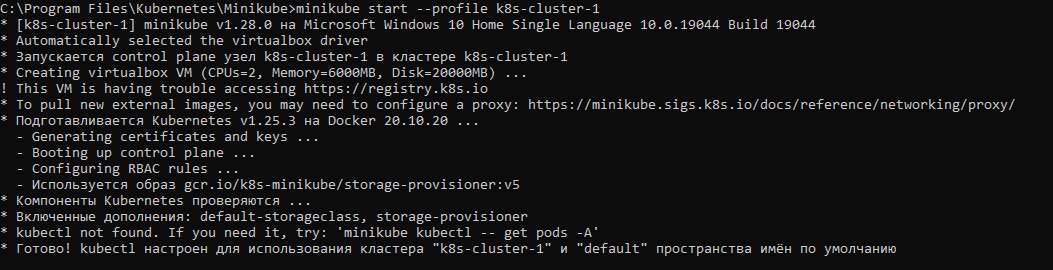 C:\Program Files\Kubernetes\Minikube>minikube start --profile k8s-cluster-1
* [k8s-cluster-1] minikube v1.28.0 на Microsoft Windows 10 Home Single Language 10.0.19044 Build 19044
* Automatically selected the virtualbox driver
* Запускается control plane узел k8s-cluster-1 в кластере k8s-cluster-1
* Creating virtualbox VM (CPUs=2, Memory=6000MB, Disk=20000MB) ...
! This VM is having trouble accessing https://registry.k8s.io
* To pull new external images, you may need to configure a proxy: https://minikube.sigs.k8s.io/docs/reference/networking/proxy/
* Подготавливается Kubernetes v1.25.3 на Docker 20.10.20 ...
  - Generating certificates and keys ...
  - Booting up control plane ...
  - Configuring RBAC rules ...
  - Используется образ gcr.io/k8s-minikube/storage-provisioner:v5
* Компоненты Kubernetes проверяются ...
* Включенные дополнения: default-storageclass, storage-provisioner
* kubectl not found. If you need it, try: 'minikube kubectl -- get pods -A'
* Готово! kubectl настроен для использования кластера "k8s-cluster-1" и "default" пространства имён по умолчанию